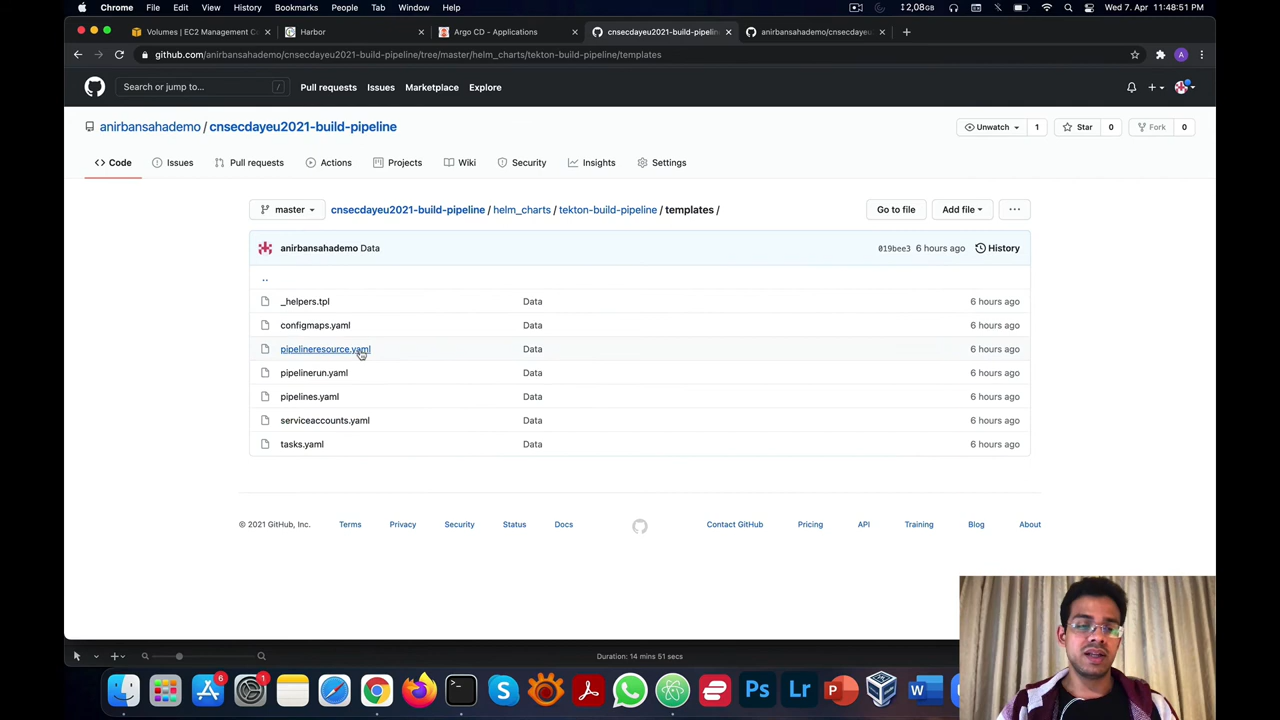 Chrome File Edit View History Bookmarks People Tab Window Help 2,08GB Wed 7. Apr. 11:48:51
Volumes | EC2 Management C
Harbor
Argo CD - Applications
cnsecdayeu2021-build-pipelin
anirbansahademo/cnsecdayeu
github.com/anirbansahademo/cnsecdayeu2021-build-pipeline/tree/master/helm_charts/tekton-build-pipeline/templates
A
Search or jump to... /
Pull requests Issues Marketplace Explore
anirbansahademo / cnsecdayeu2021-build-pipeline
Unwatch 1 Star 0 Fork 0
Code Issues Pull requests Actions Projects Wiki Security Insights Settings
master cnsecdayeu2021-build-pipeline / helm_charts / tekton-build-pipeline / templates / Go to file Add file ...
anirbansahademo Data 019bee3 6 hours ago History
..
_helpers.tpl Data 6 hours ago
configmaps.yaml Data 6 hours ago
pipelineresource.yaml Data 6 hours ago
pipelinerun.yaml Data 6 hours ago
pipelines.yaml Data 6 hours ago
serviceaccounts.yaml Data 6 hours ago
tasks.yaml Data 6 hours ago
© 2021 GitHub, Inc. Terms Privacy Security Status Docs Contact GitHub Pricing API Training Blog About
Duration: 14 mins 51 secs
6 1 Ps Lr P W